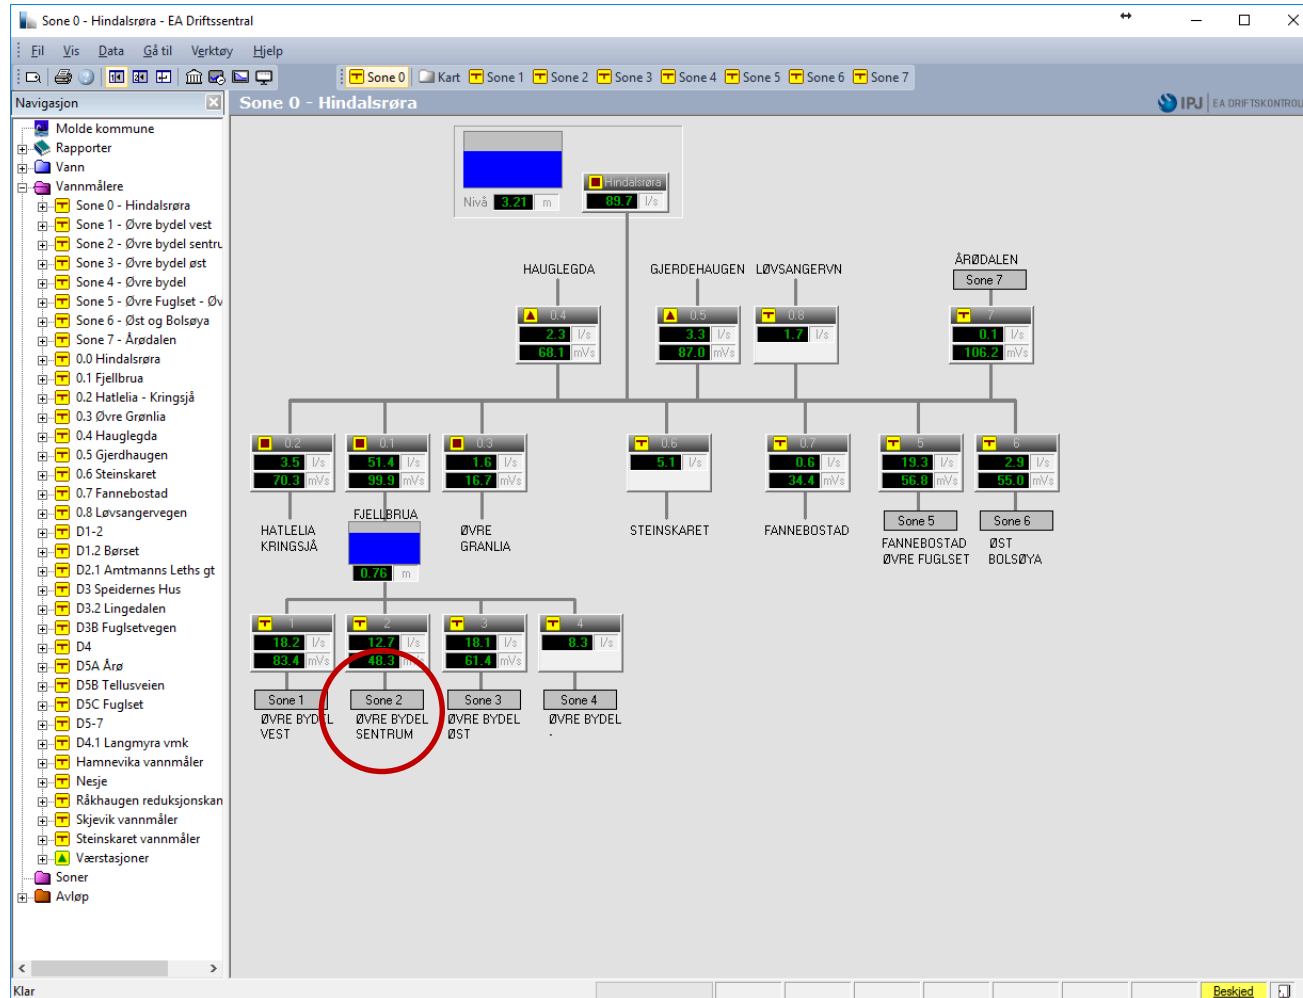 Sone 0 - Hindalsrøra - EA Driftssentral
Fil Vis Data Gå til Verktøy Hjelp
Sone 0 Kart Sone 1 Sone 2 Sone 3 Sone 4 Sone 5 Sone 6 Sone 7
Navigasjon
Sone 0 - Hindalsrøra
IPJ EA DRIFTSKONTROLL
Molde kommune
Rapporter
Vann
Vannmålere
Sone 0 - Hindalsrøra
Sone 1 - Øvre bydel vest
Sone 2 - Øvre bydel sentru
Sone 3 - Øvre bydel øst
Sone 4 - Øvre bydel
Sone 5 - Øvre Fuglset - Øv
Sone 6 - Øst og Bolsøya
Sone 7 - Årødalen
0.0 Hindalsrøra
0.1 Fjellbrua
0.2 Hatlelia - Kringsjå
0.3 Øvre Grønlia
0.4 Hauglegda
0.5 Gjerdhaugen
0.6 Steinskaret
0.7 Fannebostad
0.8 Løvsangervegen
D1-2
D1.2 Børset
D2.1 Amtmanns Leths gt
D3 Speidernes Hus
D3.2 Lingedalen
D3B Fuglsetvegen
D4
D5A Årø
D5B Tellusveien
D5C Fuglset
D5-7
D4.1 Langmyra vmk
Hamnevika vannmåler
Nesje
Råkhaugen reduksjonskan
Skjevik vannmåler
Steinskaret vannmåler
Værstasjoner
Soner
Avløp
Hindalsrøra
Nivå 3.21 m
89.7 l/s
HAUGLEGDA
GJERDEHAUGEN
LØVSANGERVN
ÅRØDALEN
Sone 7
0.4
2.3 l/s
68.1 mVs
0.5
3.3 l/s
87.0 mVs
0.8
1.7 l/s
7
0.1 l/s
106.2 mVs
0.2
3.5 l/s
70.3 mVs
HATLELIA
KRINGSJÅ
0.1
51.4 l/s
99.9 mVs
FJELLBRUA
0.76 m
0.3
1.6 l/s
16.7 mVs
ØVRE
GRANLIA
0.6
5.1 l/s
STEINSKARET
0.7
0.6 l/s
34.4 mVs
FANNEBOSTAD
5
19.3 l/s
56.8 mVs
Sone 5
FANNEBOSTAD
ØVRE FUGLSET
6
2.9 l/s
55.0 mVs
Sone 6
ØST
BOLSØYA
1
18.2 l/s
83.4 mVs
Sone 1
ØVRE BYDEL
VEST
2
12.7 l/s
48.3 mVs
Sone 2
ØVRE BYDEL
SENTRUM
3
18.1 l/s
61.4 mVs
Sone 3
ØVRE BYDEL
ØST
4
8.3 l/s
Sone 4
ØVRE BYDEL
-
Klar
Beskjed